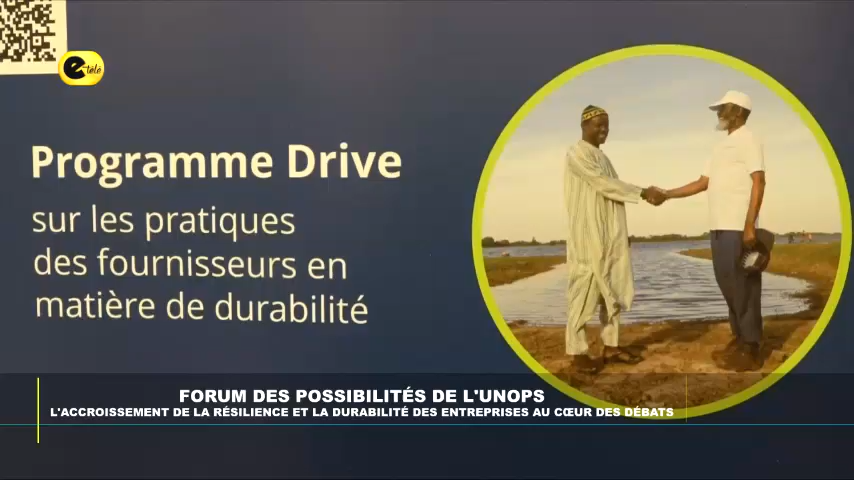 e-télé
Programme Drive
sur les pratiques
des fournisseurs en
matière de durabilité
FORUM DES POSSIBILITÉS DE L'UNOPS
L'ACCROISSEMENT DE LA RÉSILIENCE ET LA DURABILITÉ DES ENTREPRISES AU CŒUR DES DÉBATS